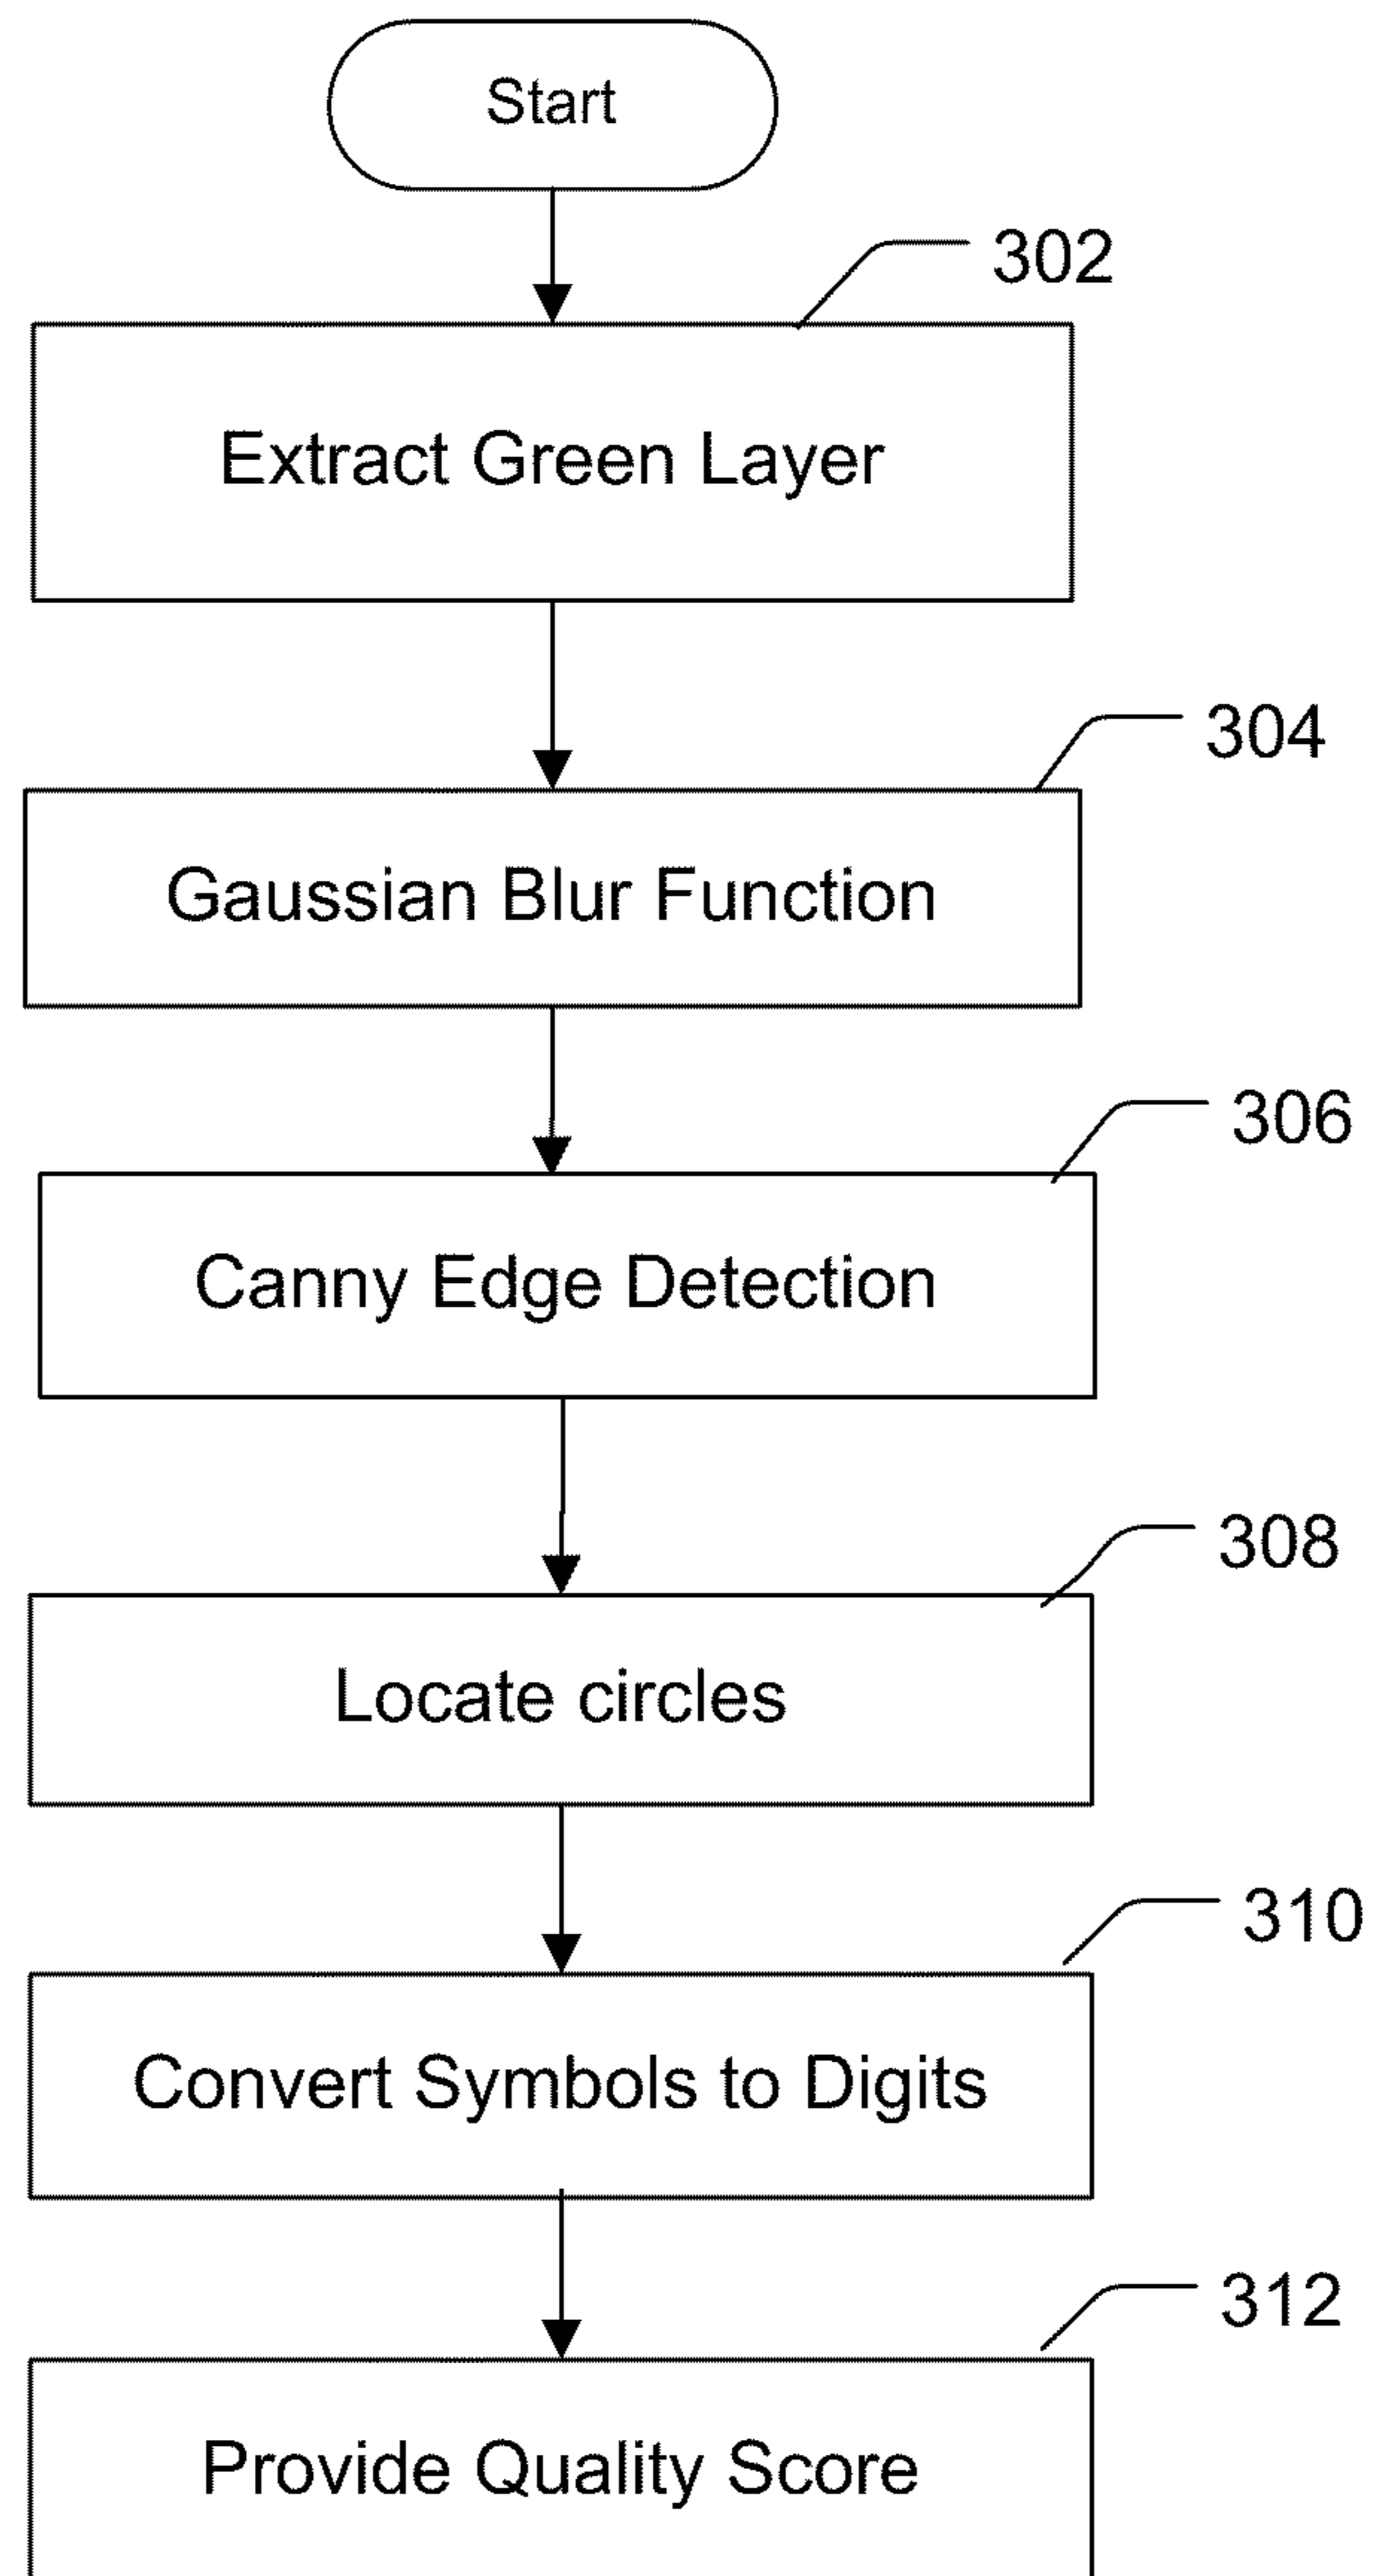 Start
302
Extract Green Layer
304
Gaussian Blur Function
306
Canny Edge Detection
308
Locate circles
310
Convert Symbols to Digits
312
Provide Quality Score